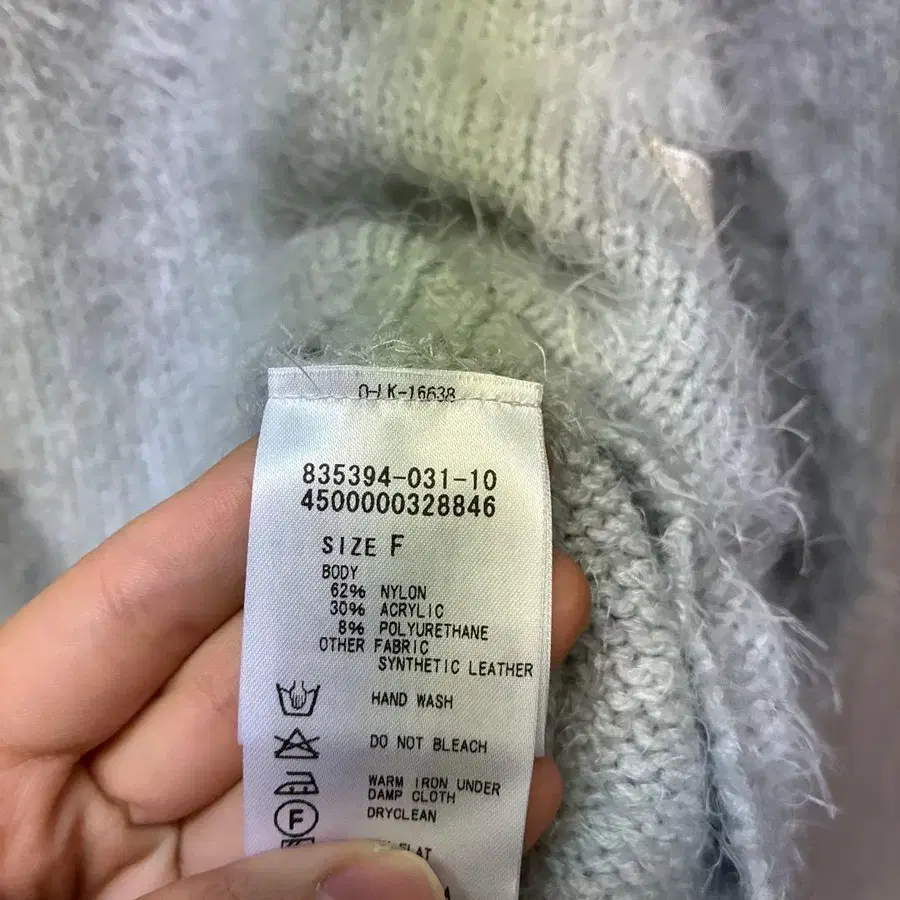 O-LK-16638
835394-031-10
4500000328846
SIZE F
BODY
62% NYLON
30% ACRYLIC
8% POLYURETHANE
OTHER FABRIC
SYNTHETIC LEATHER
HAND WASH
DO NOT BLEACH
WARM IRON UNDER
DAMP CLOTH
F
DRYCLEAN
FLAT